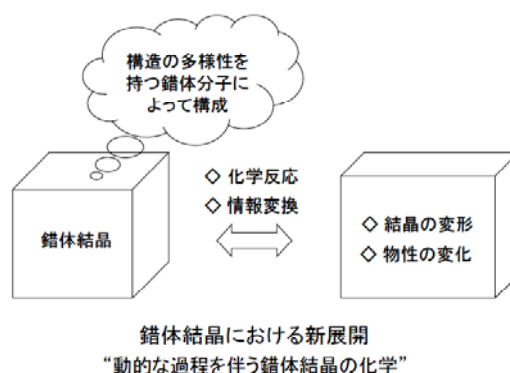 構造の多様性を
持つ錯体分子に
よって構成
錯体結晶
◇ 化学反応
◇ 情報変換
◇ 結晶の変形
◇ 物性の変化
錯体結晶における新展開
“動的な過程を伴う錯体結晶の化学”